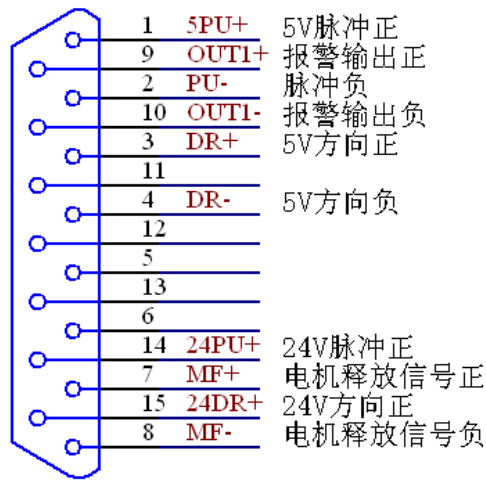 1 5PU+ 5V脉冲正
9 OUT1+ 报警输出正
2 PU- 脉冲负
10 OUT1- 报警输出负
3 DR+ 5V方向正
11
4 DR- 5V方向负
12
5
13
6
14 24PU+ 24V脉冲正
7 MF+ 电机释放信号正
15 24DR+ 24V方向正
8 MF- 电机释放信号负